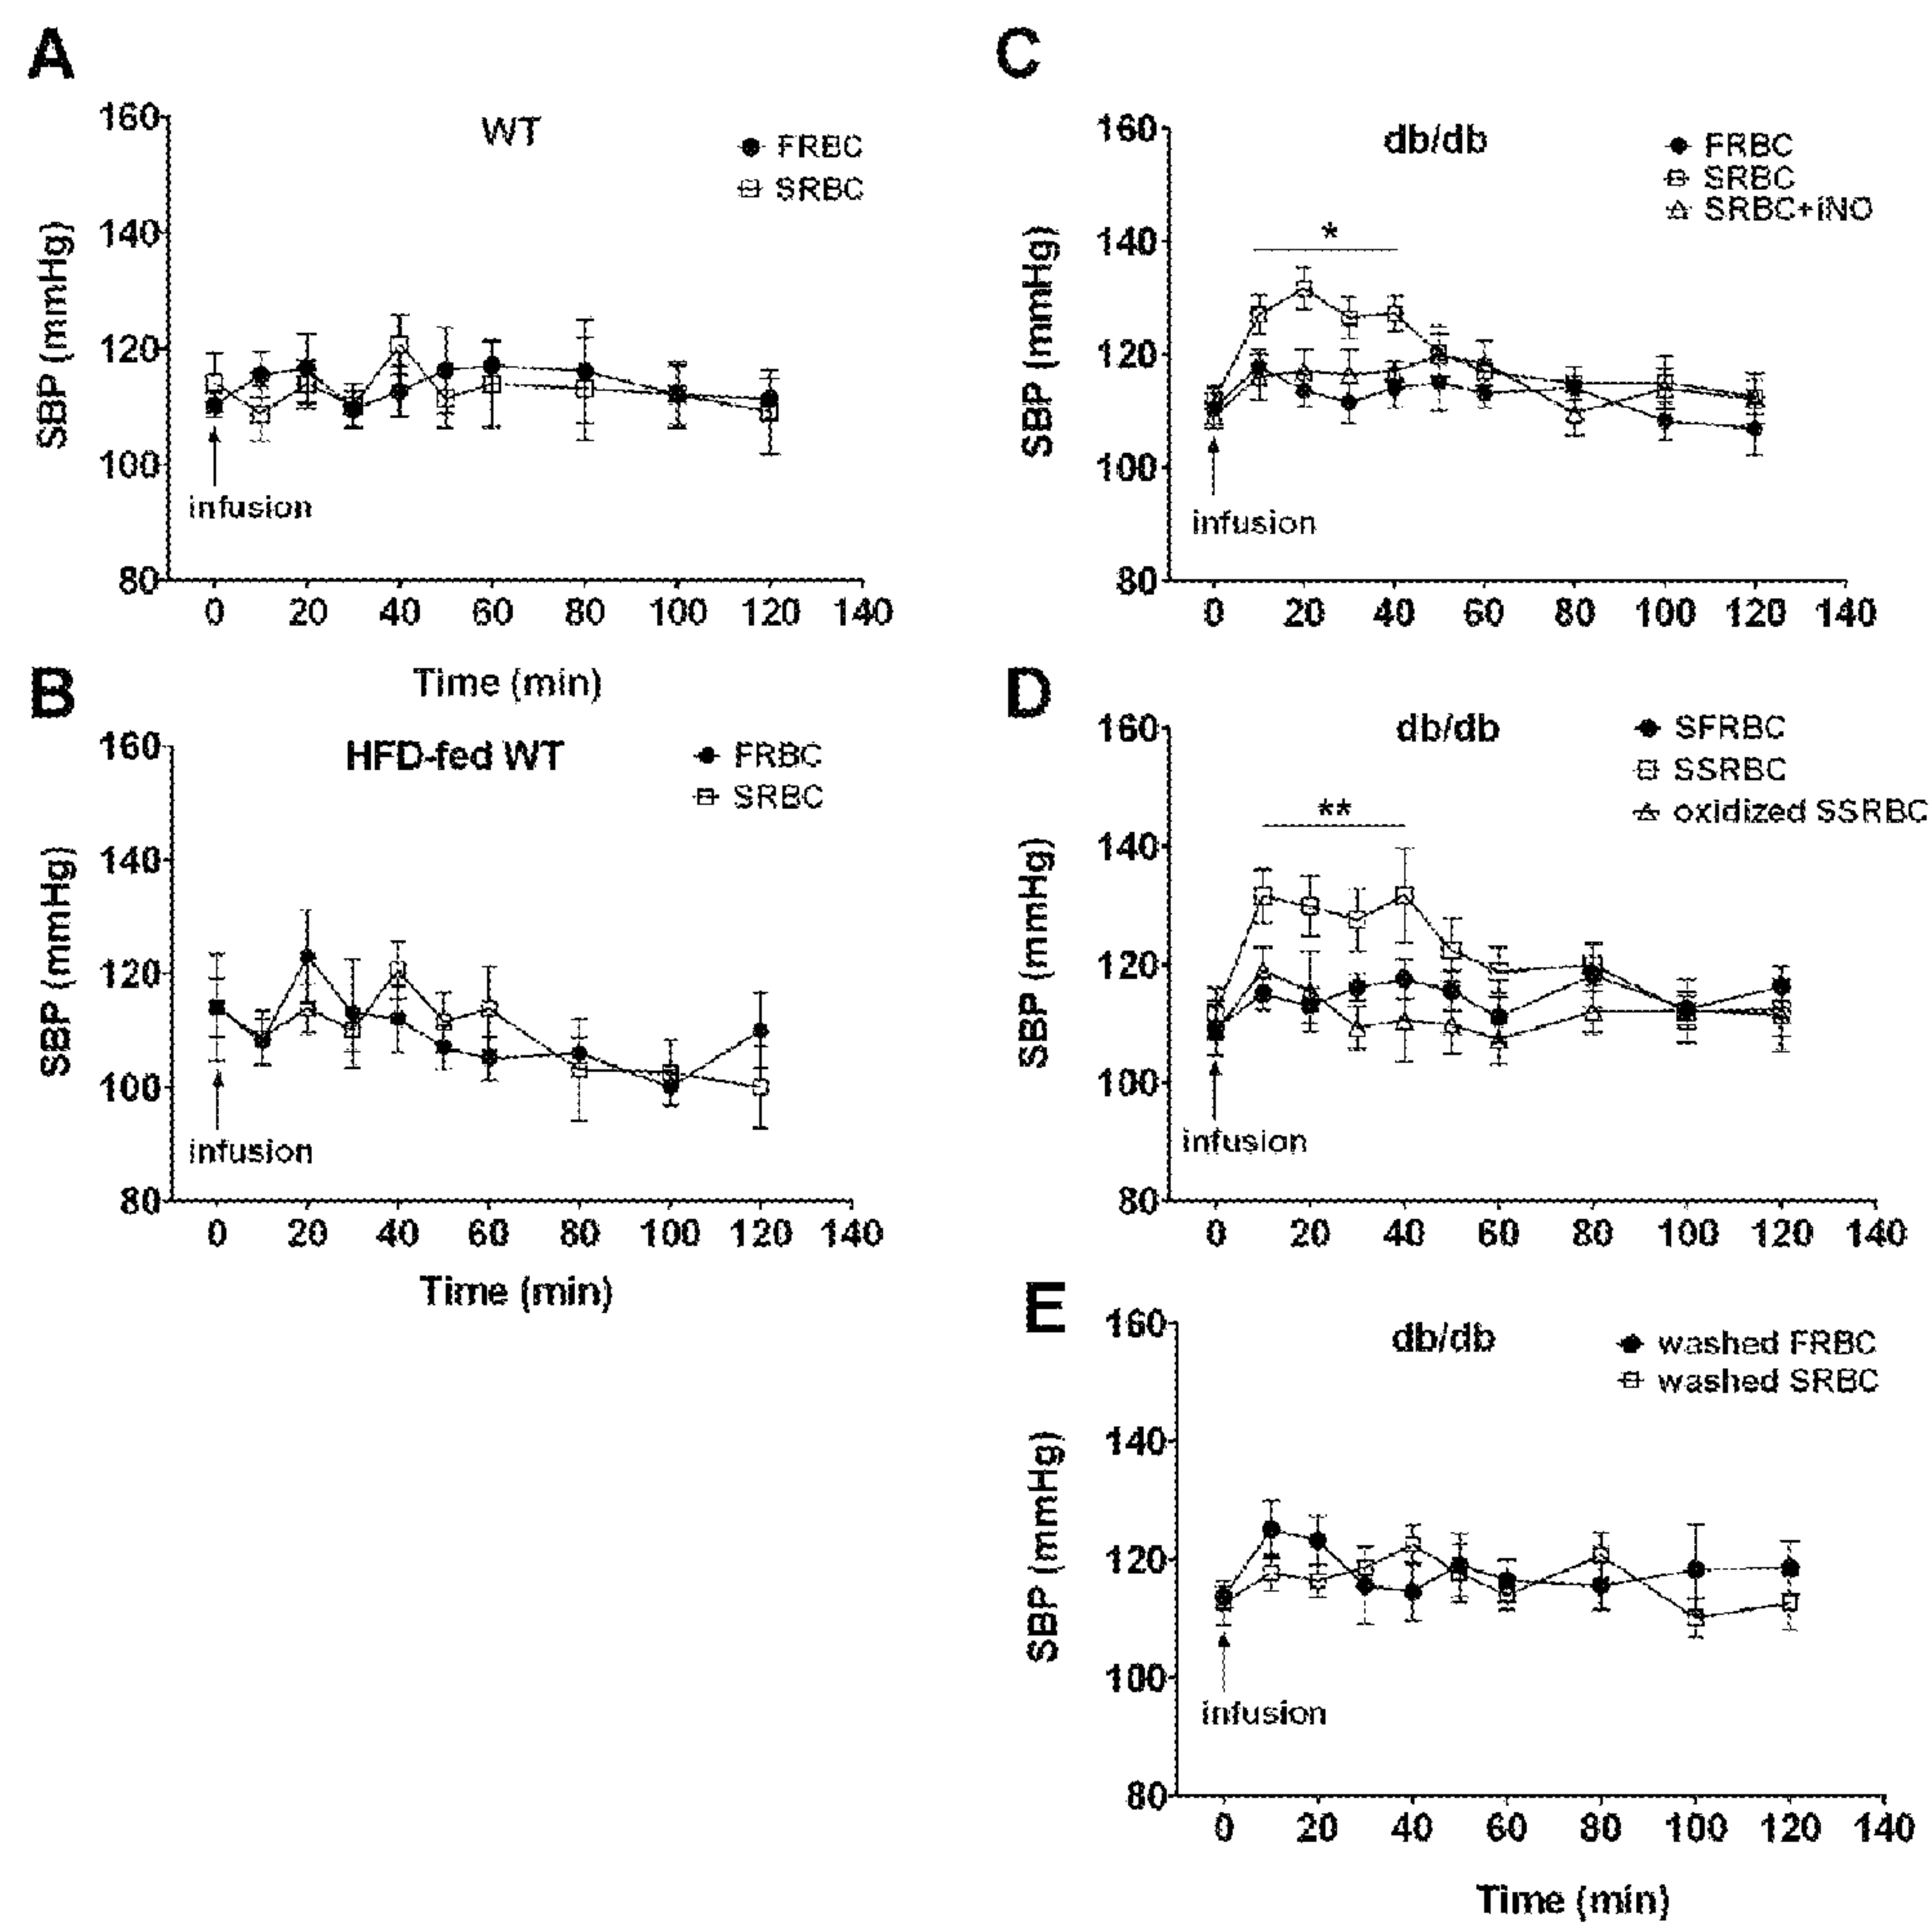 A
WT
FRBC
SRBC
160
140
120
100
80
SBP (mmHg)
infusion
0 20 40 60 80 100 120 140
Time (min)
B
HFD-fed WT
FRBC
SRBC
160
140
120
100
80
SBP (mmHg)
infusion
0 20 40 60 80 100 120 140
Time (min)
C
db/db
FRBC
SRBC
SRBC+iNO
*
160
140
120
100
80
SBP (mmHg)
infusion
0 20 40 60 80 100 120 140
D
db/db
SFRBC
SSRBC
oxidized SSRBC
**
160
140
120
100
80
SBP (mmHg)
infusion
0 20 40 60 80 100 120 140
E
db/db
washed FRBC
washed SRBC
160
140
120
100
80
SBP (mmHg)
infusion
0 20 40 60 80 100 120 140
Time (min)